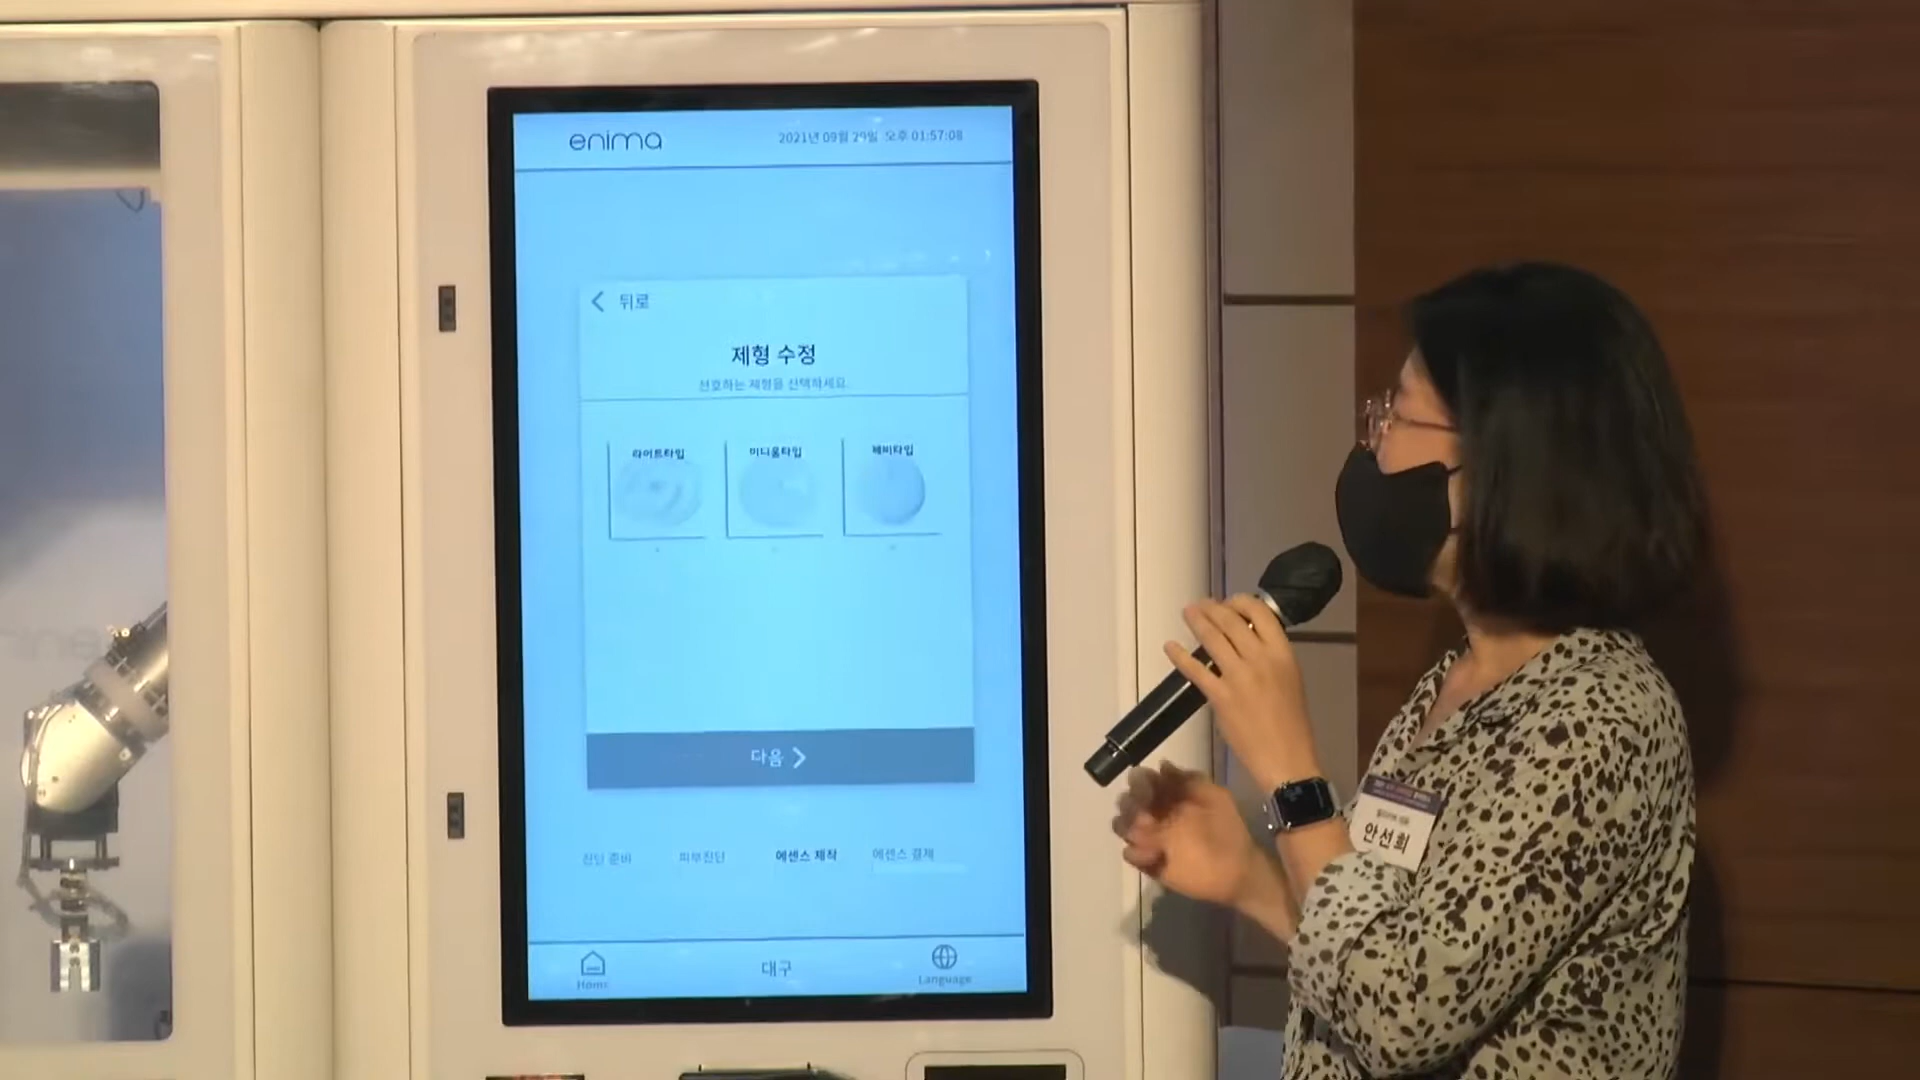 enima
2021년 09월 29일 오후 01:57:08
뒤로
제형 수정
선호하는 제형을 선택하세요.
라이트타입
미디움타입
헤비타입
다음
진단 준비
피부진단
에센스 제작
에센스 결제
Home
대구
Language
안선희